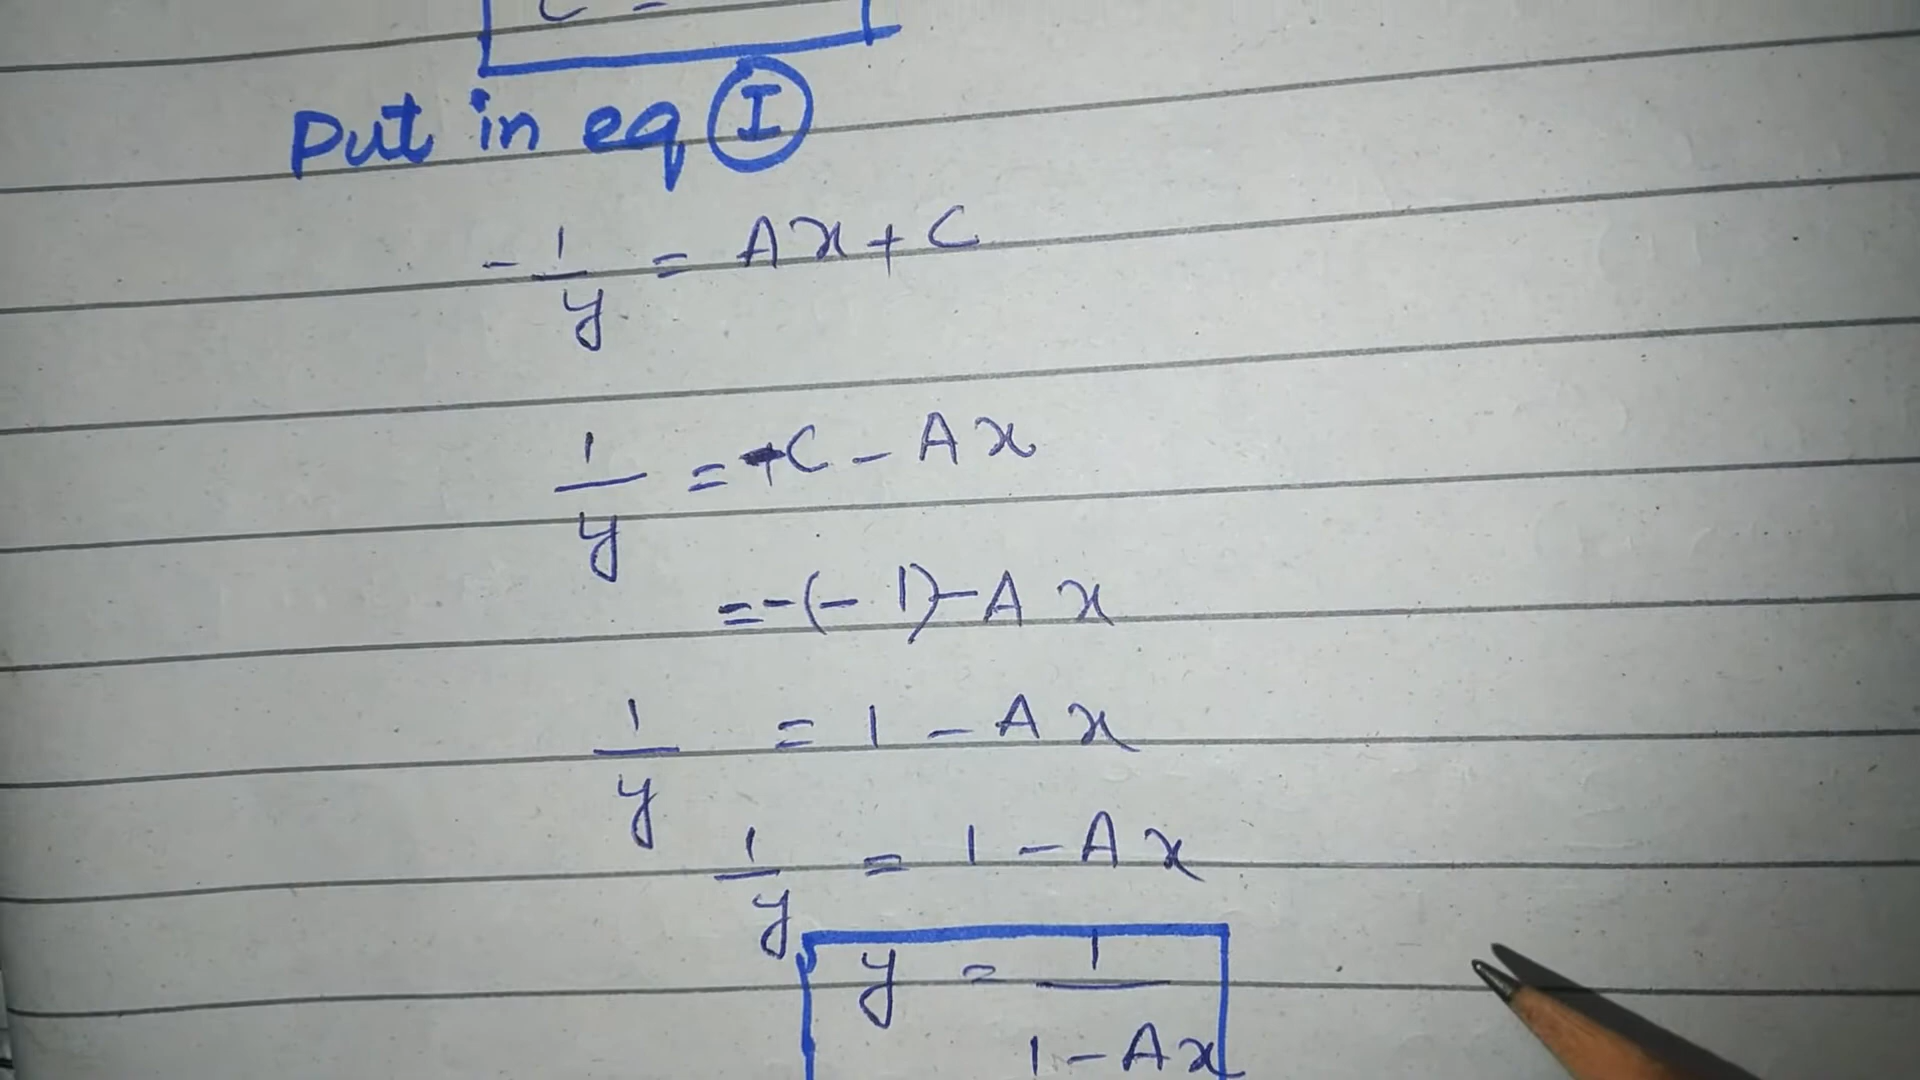 C =
Put in eq (I)
- 1/y = Ax + C
1/y = -C - Ax
= -(-1) - Ax
1/y = 1 - Ax
1/y = 1 - Ax
y = 1/(1 - Ax)